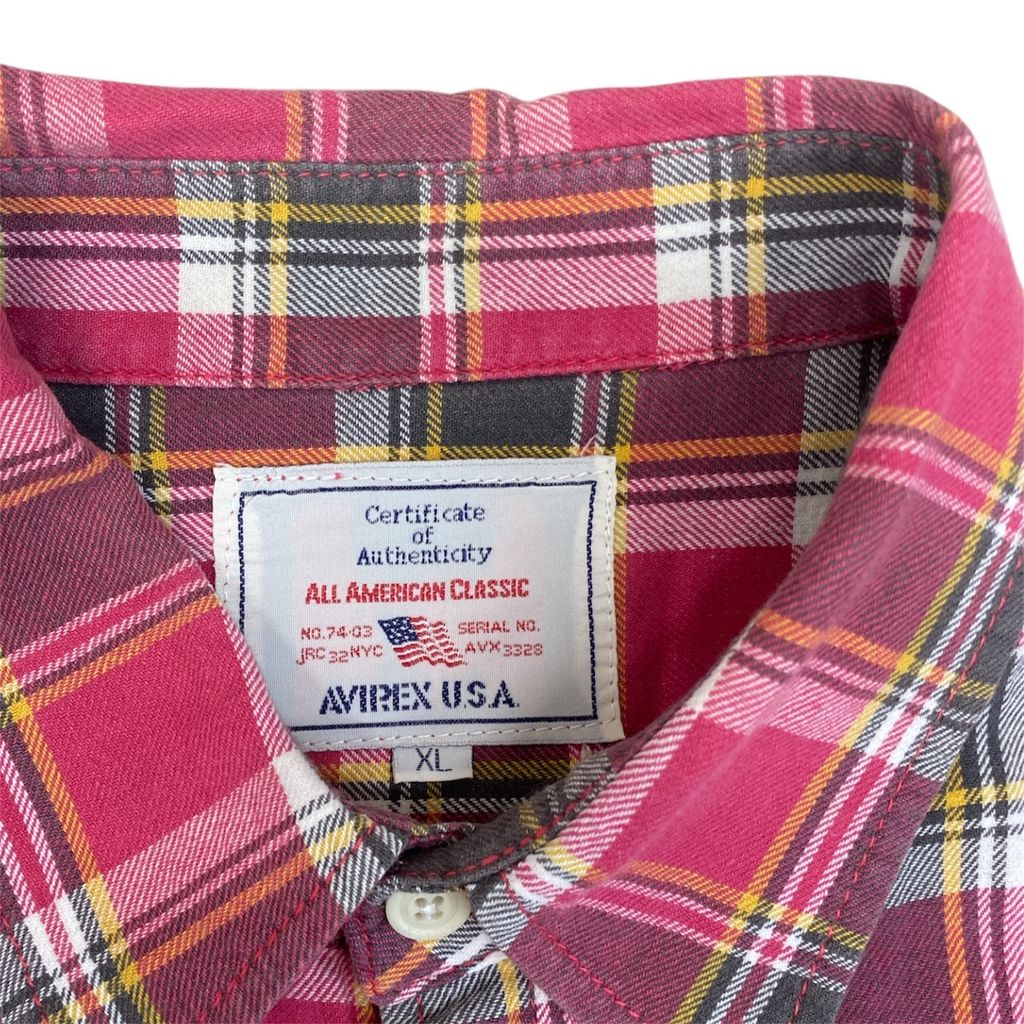 Certificate
of
Authenticity
ALL AMERICAN CLASSIC
NO.74-03 SERIAL NO.
JRC 32 NYC AVX 3328
AVIREX U.S.A.
XL